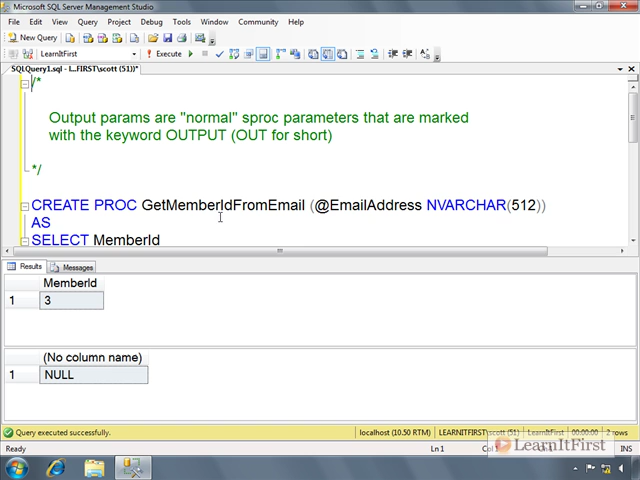 Microsoft SQL Server Management Studio
File Edit View Query Project Debug Tools Window Community Help
New Query
LearnItFirst Execute
SQLQuery1.sql - l...FIRST\scott (51))*
/*
Output params are "normal" sproc parameters that are marked
with the keyword OUTPUT (OUT for short)
*/
CREATE PROC GetMemberIdFromEmail (@EmailAddress NVARCHAR(512))
AS
SELECT MemberId
Results Messages
MemberId
1 3
(No column name)
1 NULL
Query executed successfully. localhost (10.50 RTM) LEARNITFIRST\scott (51) LearnItFirst 00:00:00 2 rows
Ready Ln 1 Col INS
LearnItFirst